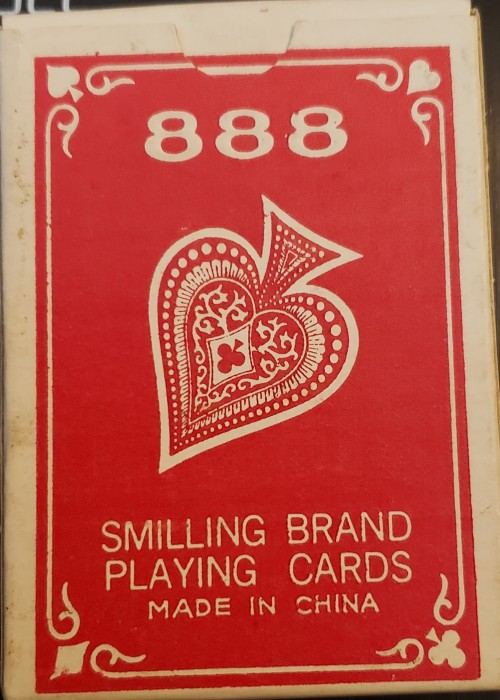 888
SMILLING BRAND
PLAYING CARDS
MADE IN CHINA